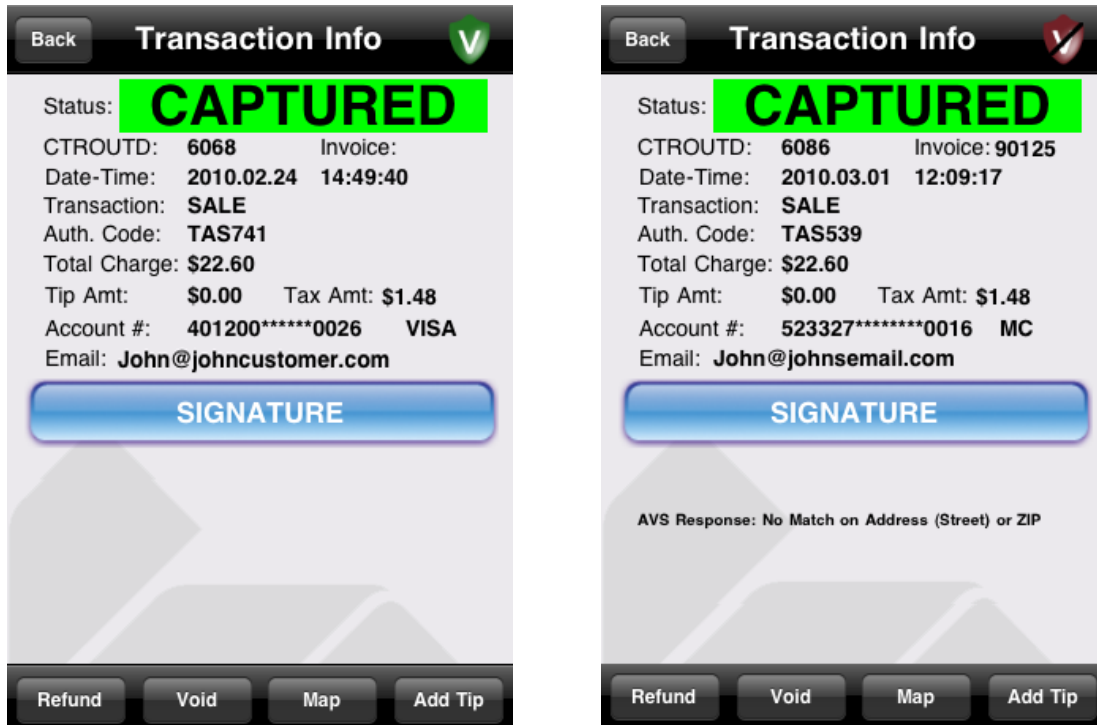 Back Transaction Info V
Status: CAPTURED
CTROUTD: 6068 Invoice:
Date-Time: 2010.02.24 14:49:40
Transaction: SALE
Auth. Code: TAS741
Total Charge: $22.60
Tip Amt: $0.00 Tax Amt: $1.48
Account #: 401200******0026 VISA
Email: John@johncustomer.com
SIGNATURE
Refund Void Map Add Tip
Back Transaction Info V
Status: CAPTURED
CTROUTD: 6086 Invoice: 90125
Date-Time: 2010.03.01 12:09:17
Transaction: SALE
Auth. Code: TAS539
Total Charge: $22.60
Tip Amt: $0.00 Tax Amt: $1.48
Account #: 523327********0016 MC
Email: John@johnsemail.com
SIGNATURE
AVS Response: No Match on Address (Street) or ZIP
Refund Void Map Add Tip